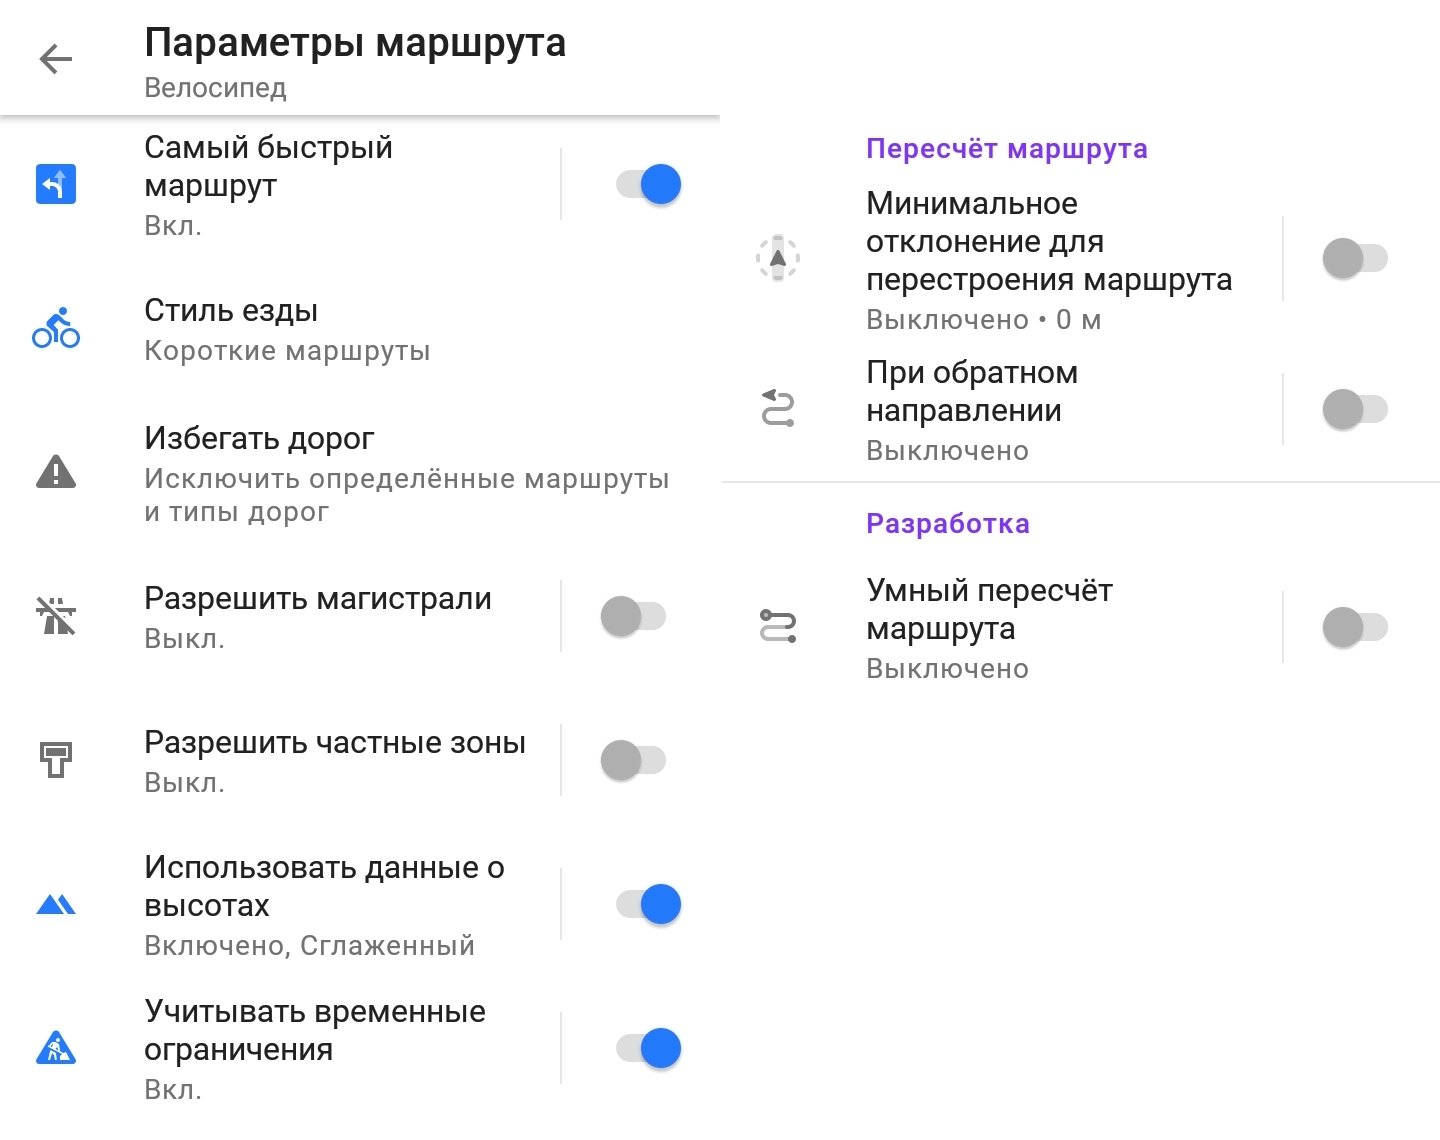 Параметры маршрута
Велосипед
Самый быстрый
маршрут
Вкл.
Стиль езды
Короткие маршруты
Избегать дорог
Исключить определённые маршруты
и типы дорог
Разрешить магистрали
Выкл.
Разрешить частные зоны
Выкл.
Использовать данные о
высотах
Включено, Сглаженный
Учитывать временные
ограничения
Вкл.
Пересчёт маршрута
Минимальное
отклонение для
перестроения маршрута
Выключено • 0 м
При обратном
направлении
Выключено
Разработка
Умный пересчёт
маршрута
Выключено